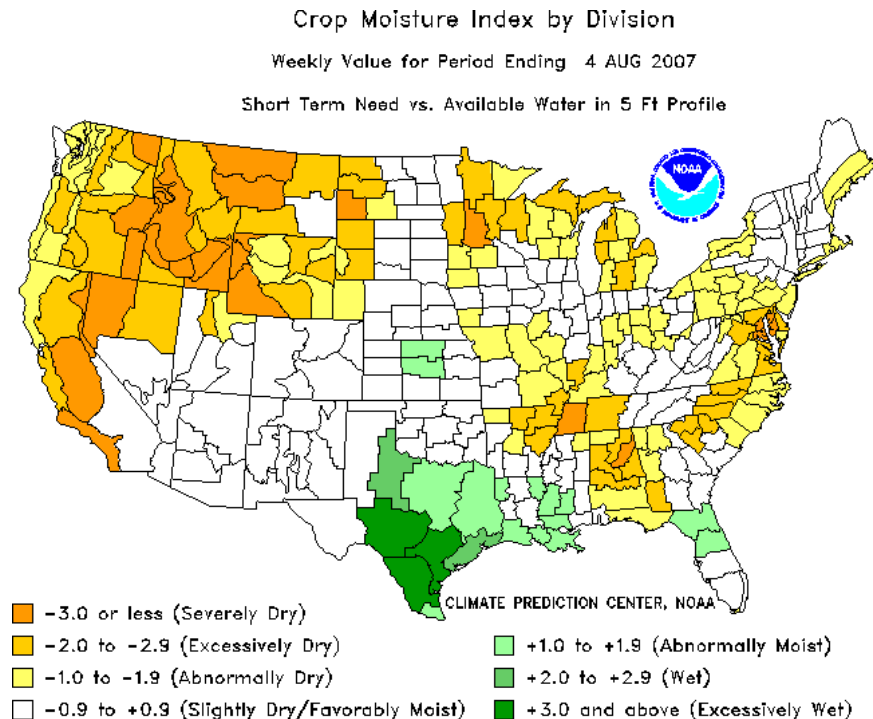 Crop Moisture Index by Division
Weekly Value for Period Ending 4 AUG 2007
Short Term Need vs. Available Water in 5 Ft Profile
NOAA
CLIMATE PREDICTION CENTER, NOAA
-3.0 or less (Severely Dry)
-2.0 to -2.9 (Excessively Dry)
-1.0 to -1.9 (Abnormally Dry)
-0.9 to +0.9 (Slightly Dry/Favorably Moist)
+1.0 to +1.9 (Abnormally Moist)
+2.0 to +2.9 (Wet)
+3.0 and above (Excessively Wet)